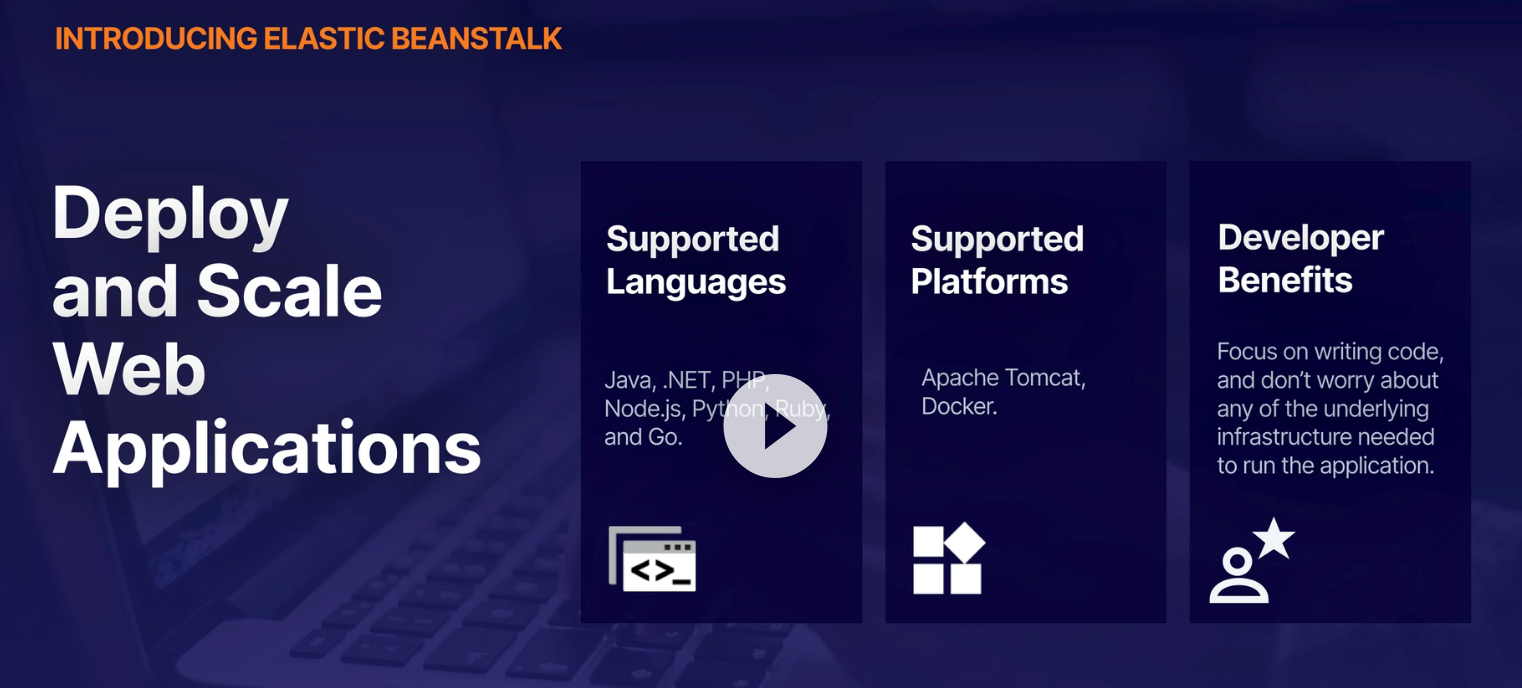 INTRODUCING ELASTIC BEANSTALK
Deploy
and Scale
Web
Applications
Supported
Languages
Java, .NET, PHP,
Node.js, Python, Ruby,
and Go.
Supported
Platforms
Apache Tomcat,
Docker.
Developer
Benefits
Focus on writing code,
and don’t worry about
any of the underlying
infrastructure needed
to run the application.